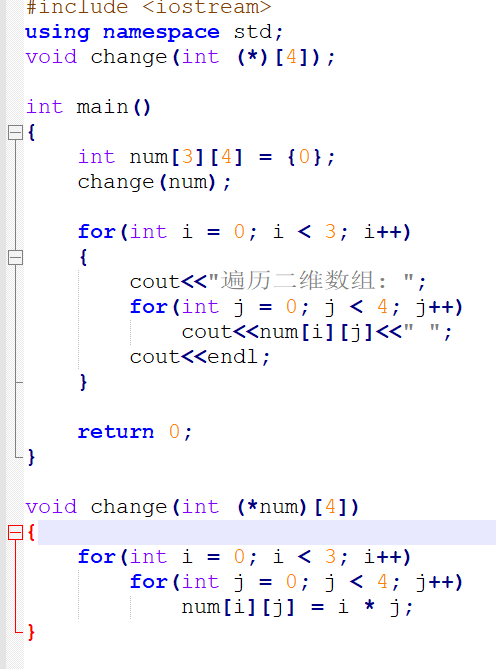 #include <iostream>
using namespace std;
void change(int (*)[4]);
int main()
{
int num[3][4] = {0};
change(num);
for(int i = 0; i < 3; i++)
{
cout<<"遍历二维数组: ";
for(int j = 0; j < 4; j++)
cout<<num[i][j]<<" ";
cout<<endl;
}
return 0;
}
void change(int (*num)[4])
{
for(int i = 0; i < 3; i++)
for(int j = 0; j < 4; j++)
num[i][j] = i * j;
}